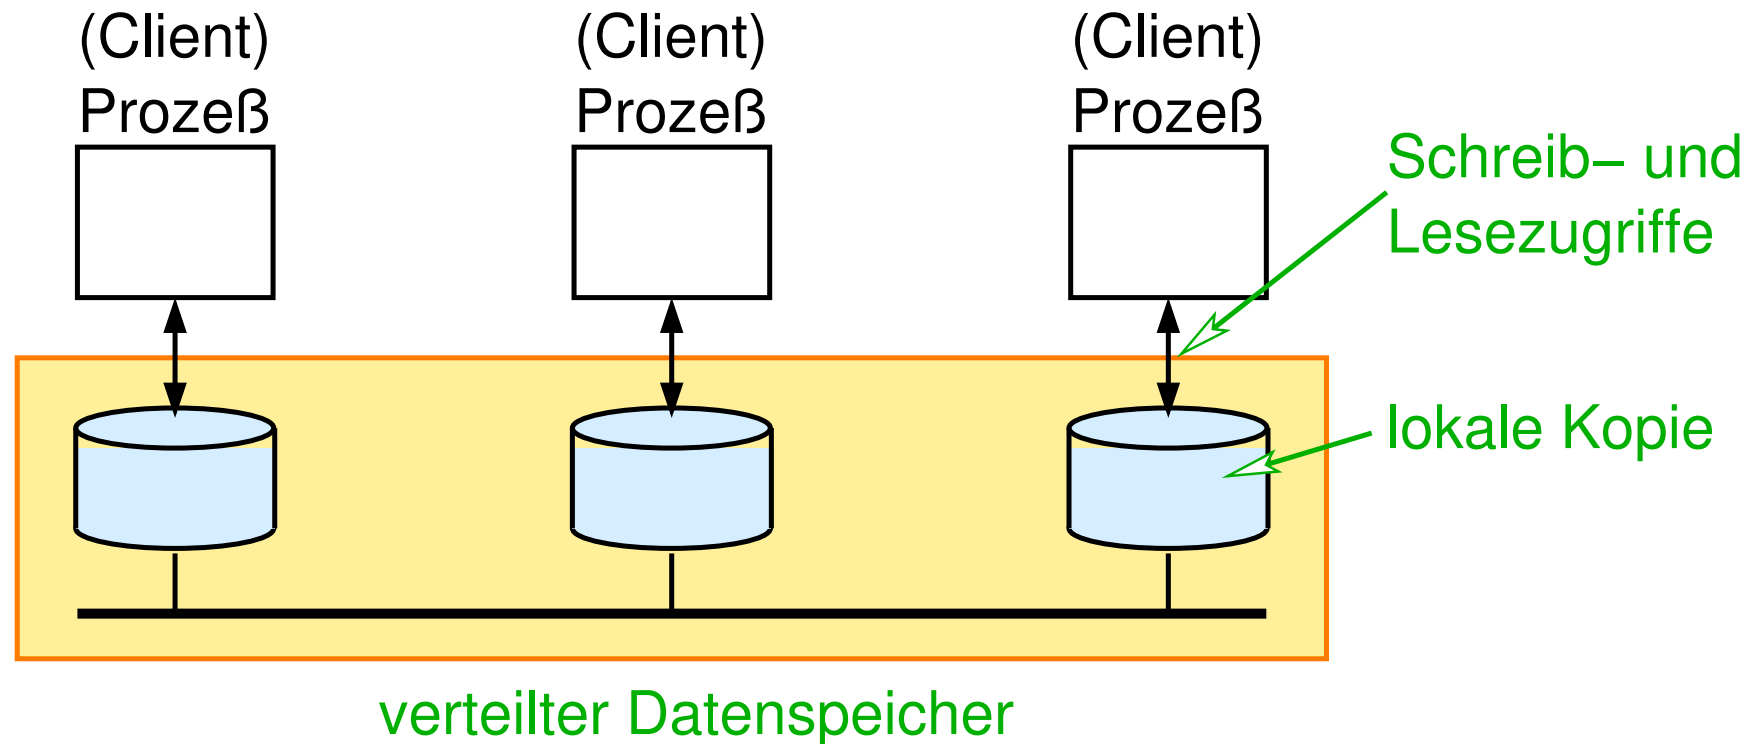 (Client)
Prozeß
(Client)
Prozeß
(Client)
Prozeß
Schreib– und
Lesezugriffe
lokale Kopie
verteilter Datenspeicher